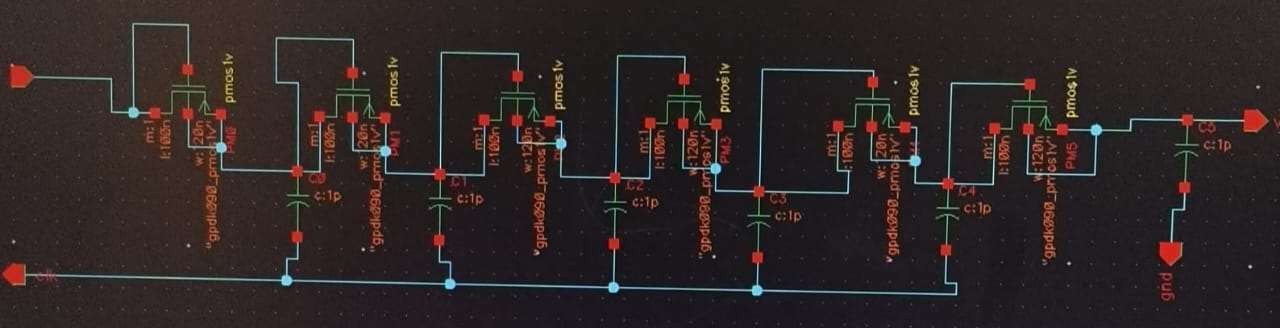 pmos1v
m:1
l:100n
w:120n
PM0
"gpdk090_pmos1v"
pmos1v
m:1
l:100n
w:120n
PM1
"gpdk090_pmos1v"
pmos1v
m:1
l:100n
w:120n
"gpdk090_pmos1v"
pmos1v
m:1
l:100n
w:120n
PM3
"gpdk090_pmos1v"
pmos1v
m:1
l:100n
w:120n
"gpdk090_pmos1v"
pmos1v
m:1
l:100n
w:120n
PM5
"gpdk090_pmos1v"
C0
c:1p
C1
c:1p
C2
c:1p
C3
c:1p
C4
c:1p
c:1p
gnd